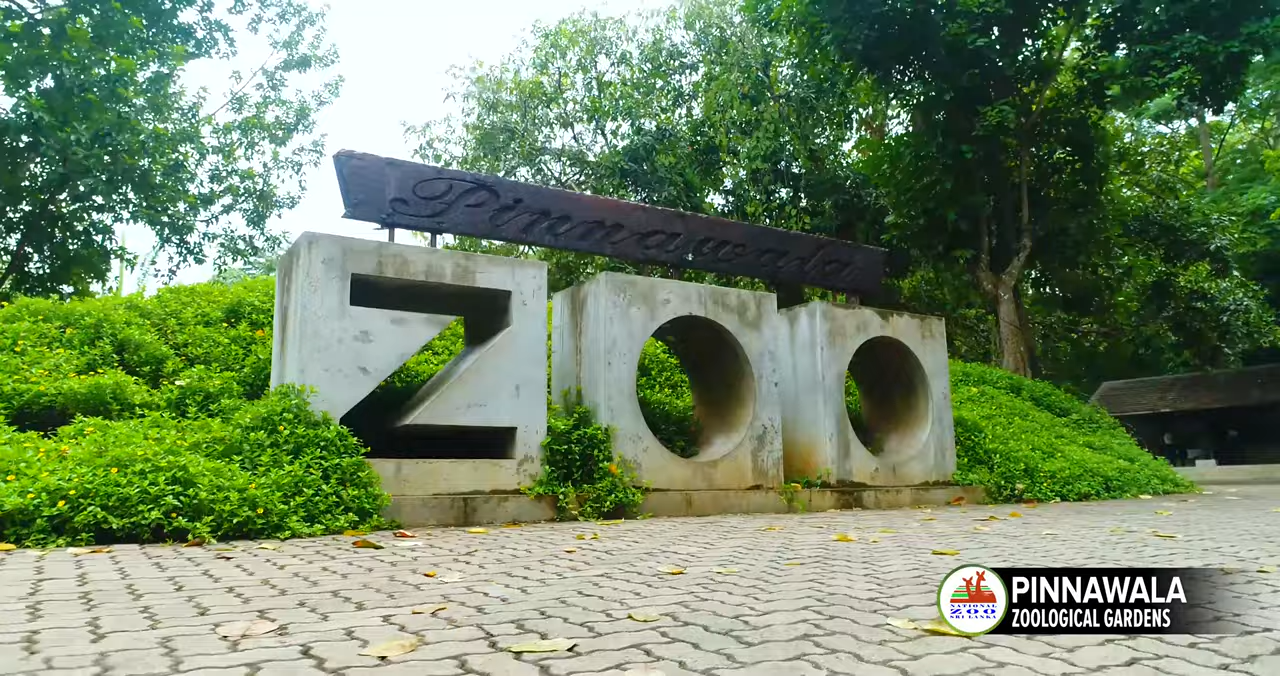 Pinnawala
ZOO
NATIONAL
ZOO
SRI LANKA
PINNAWALA
ZOOLOGICAL GARDENS